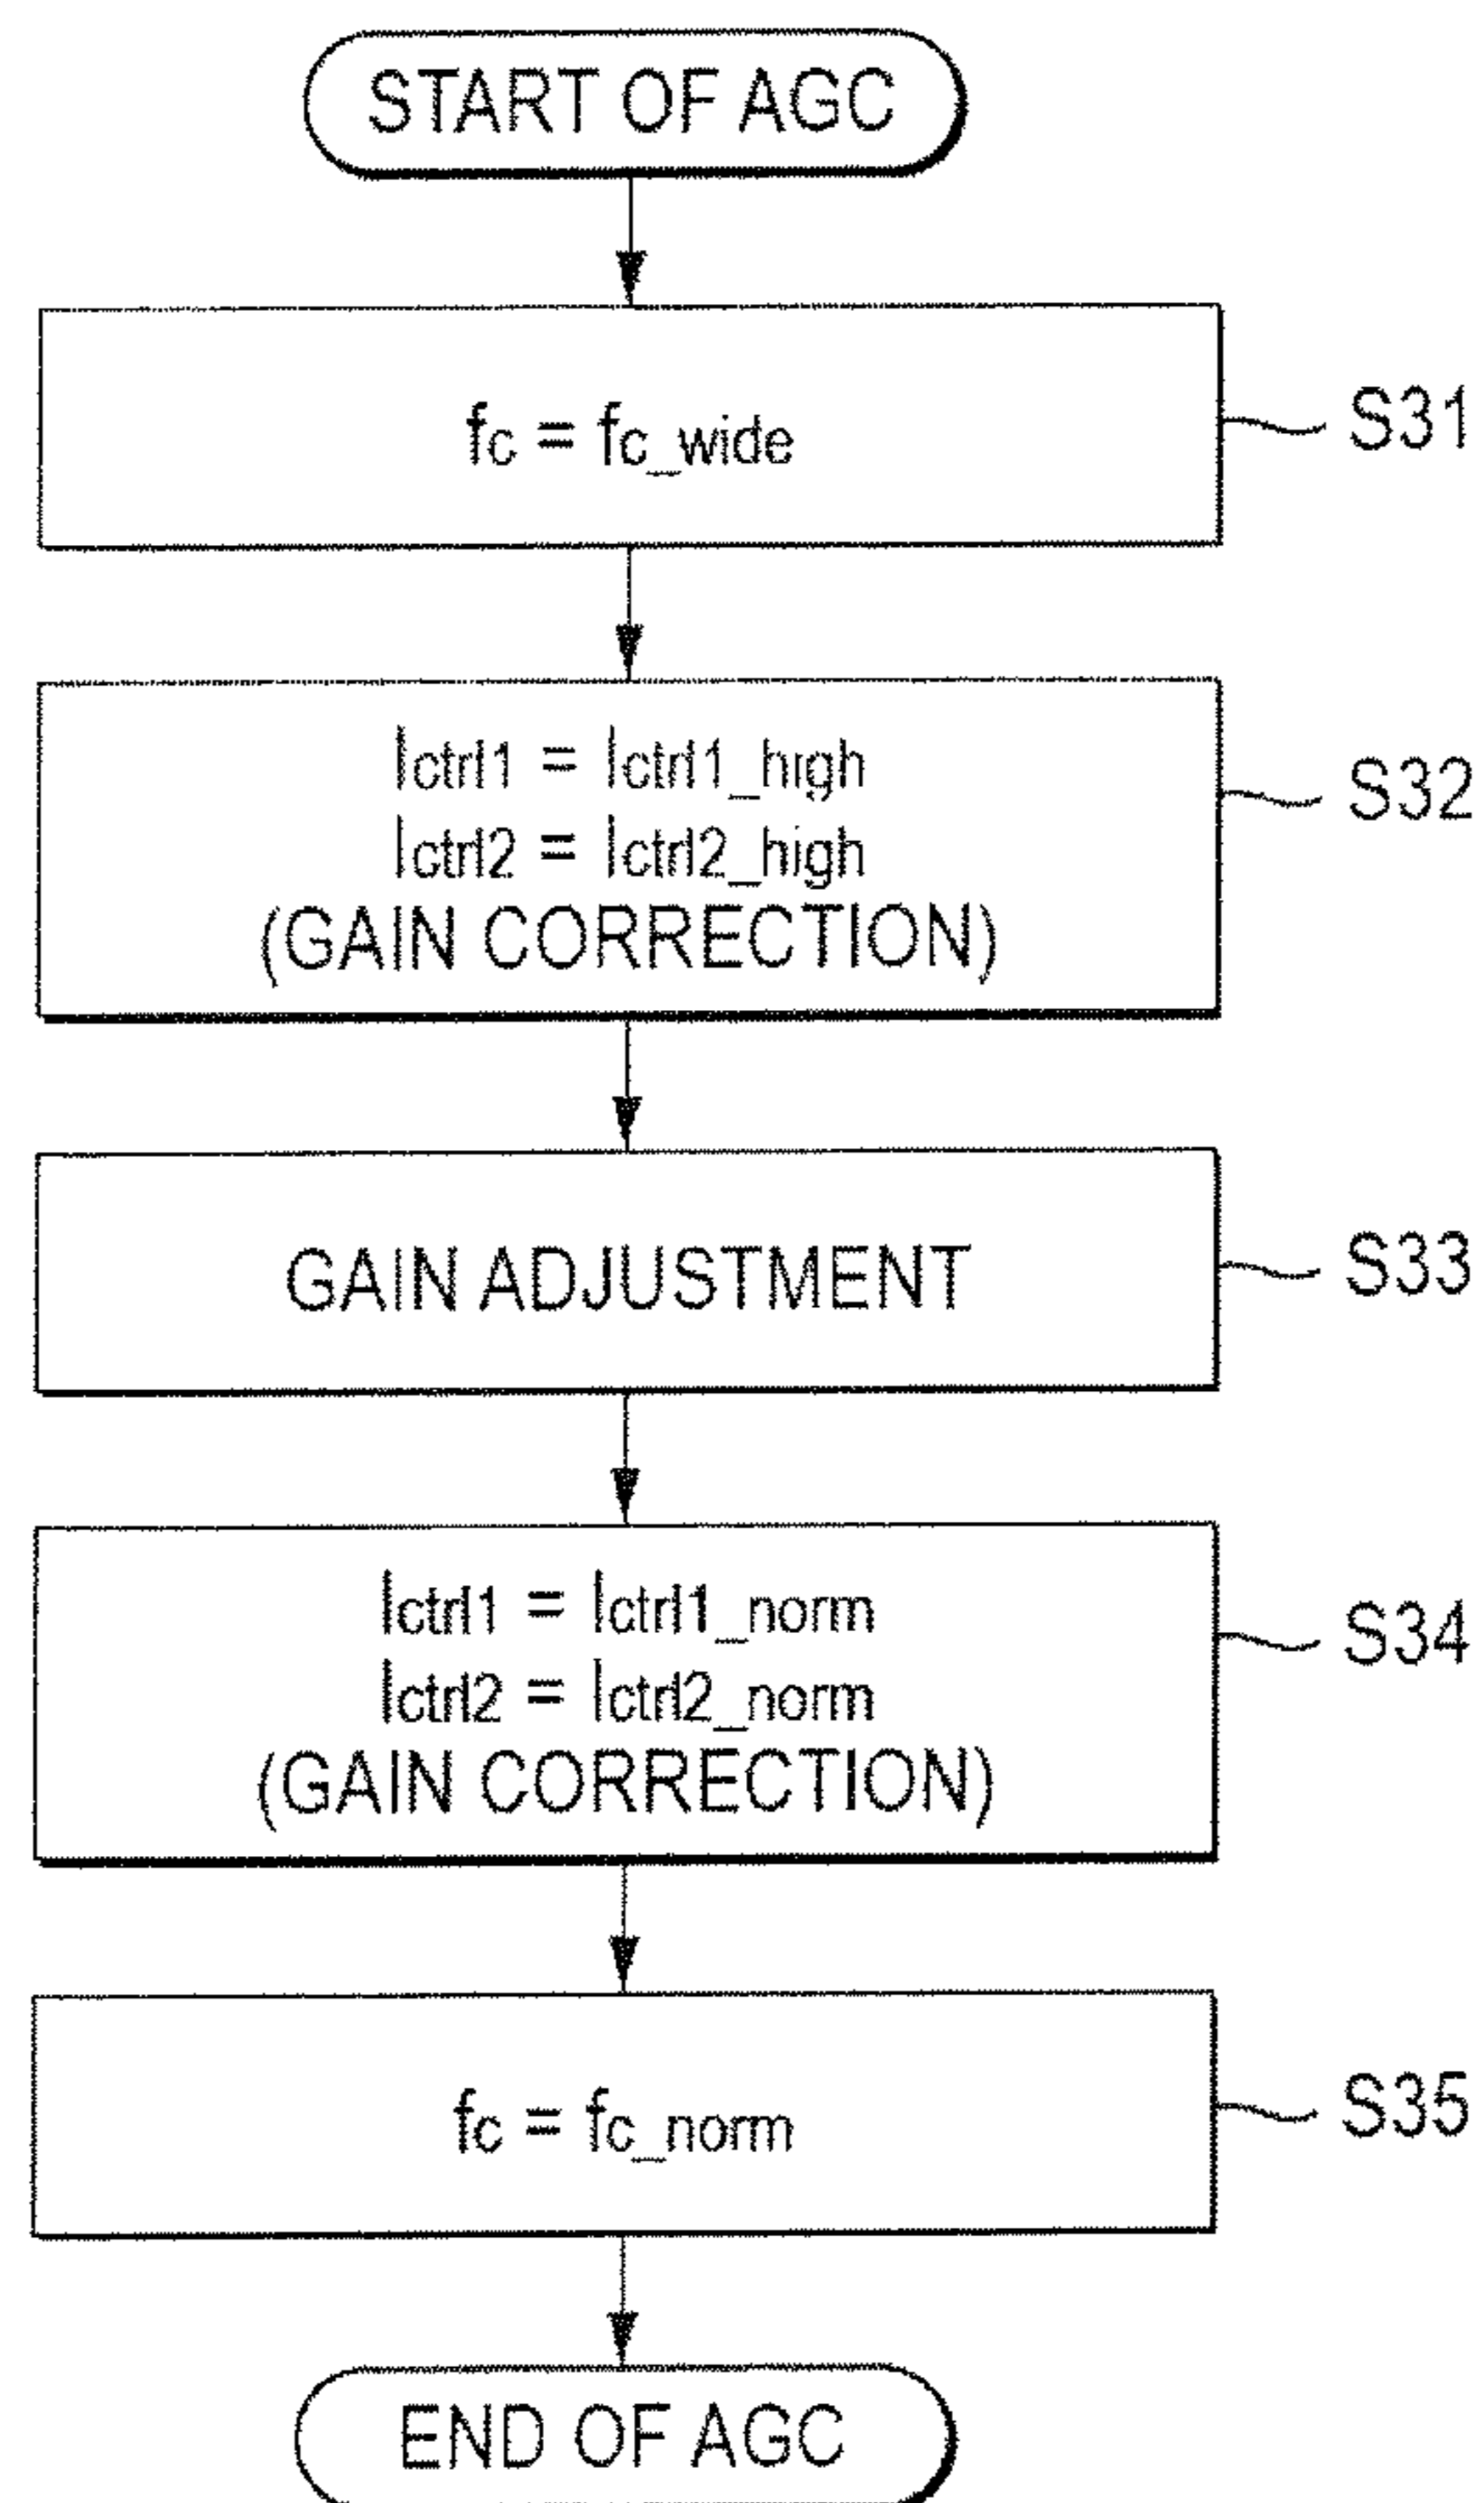 START OF AGC
fc = fc_wide
S31
Ictrl1 = Ictrl1_high
Ictrl2 = Ictrl2_high
(GAIN CORRECTION)
S32
GAIN ADJUSTMENT
S33
Ictrl1 = Ictrl1_norm
Ictrl2 = Ictrl2_norm
(GAIN CORRECTION)
S34
fc = fc_norm
S35
END OF AGC